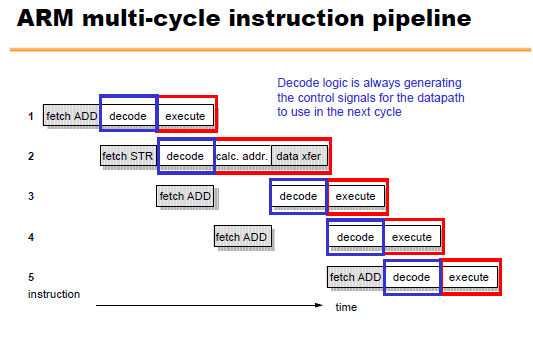 ARM multi-cycle instruction pipeline
Decode logic is always generating
the control signals for the datapath
to use in the next cycle
1 fetch ADD decode execute
2 fetch STR decode calc. addr. data xfer
3 fetch ADD decode execute
4 fetch ADD decode execute
5 fetch ADD decode execute
instruction
time